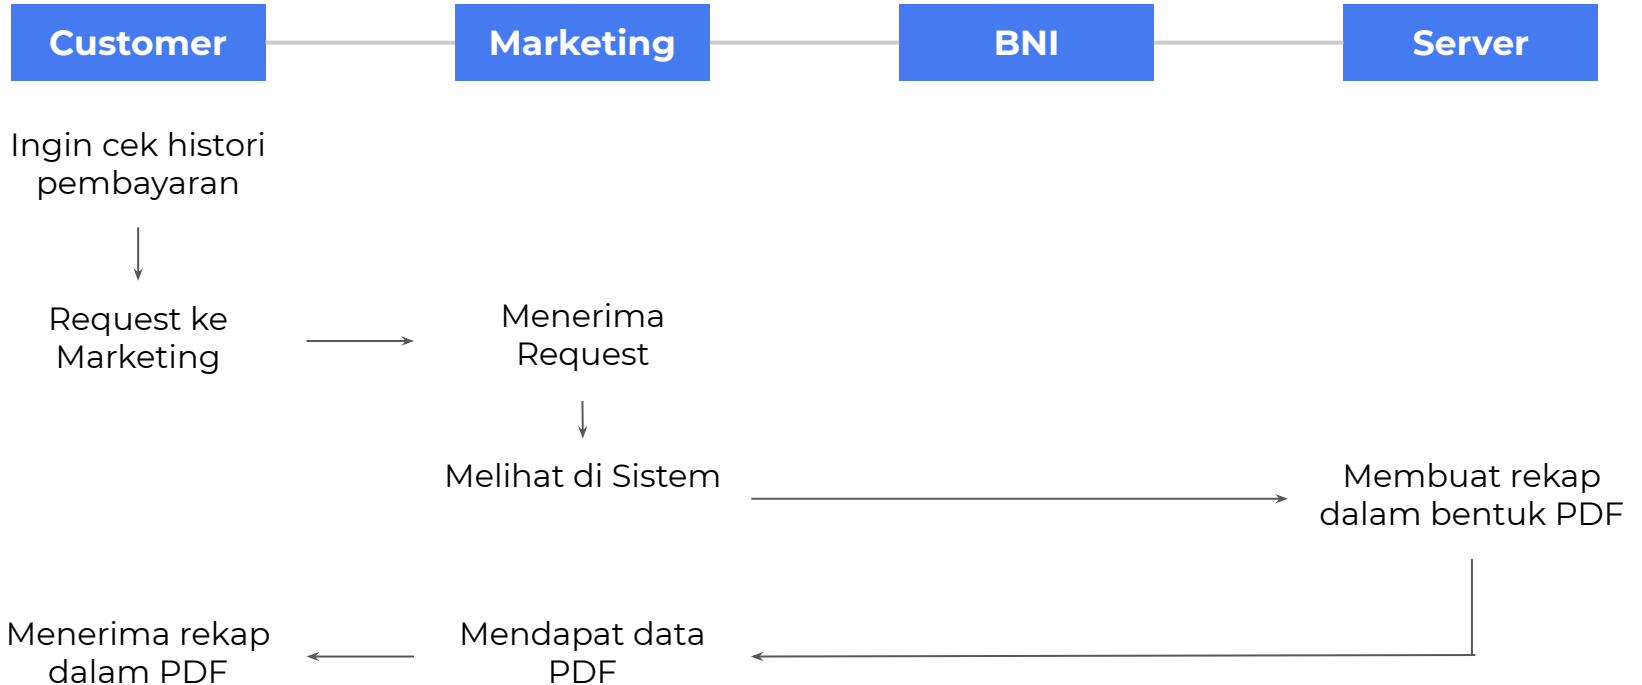 Customer
Marketing
BNI
Server
Ingin cek histori
pembayaran
Request ke
Marketing
Menerima
Request
Melihat di Sistem
Membuat rekap
dalam bentuk PDF
Mendapat data
PDF
Menerima rekap
dalam PDF